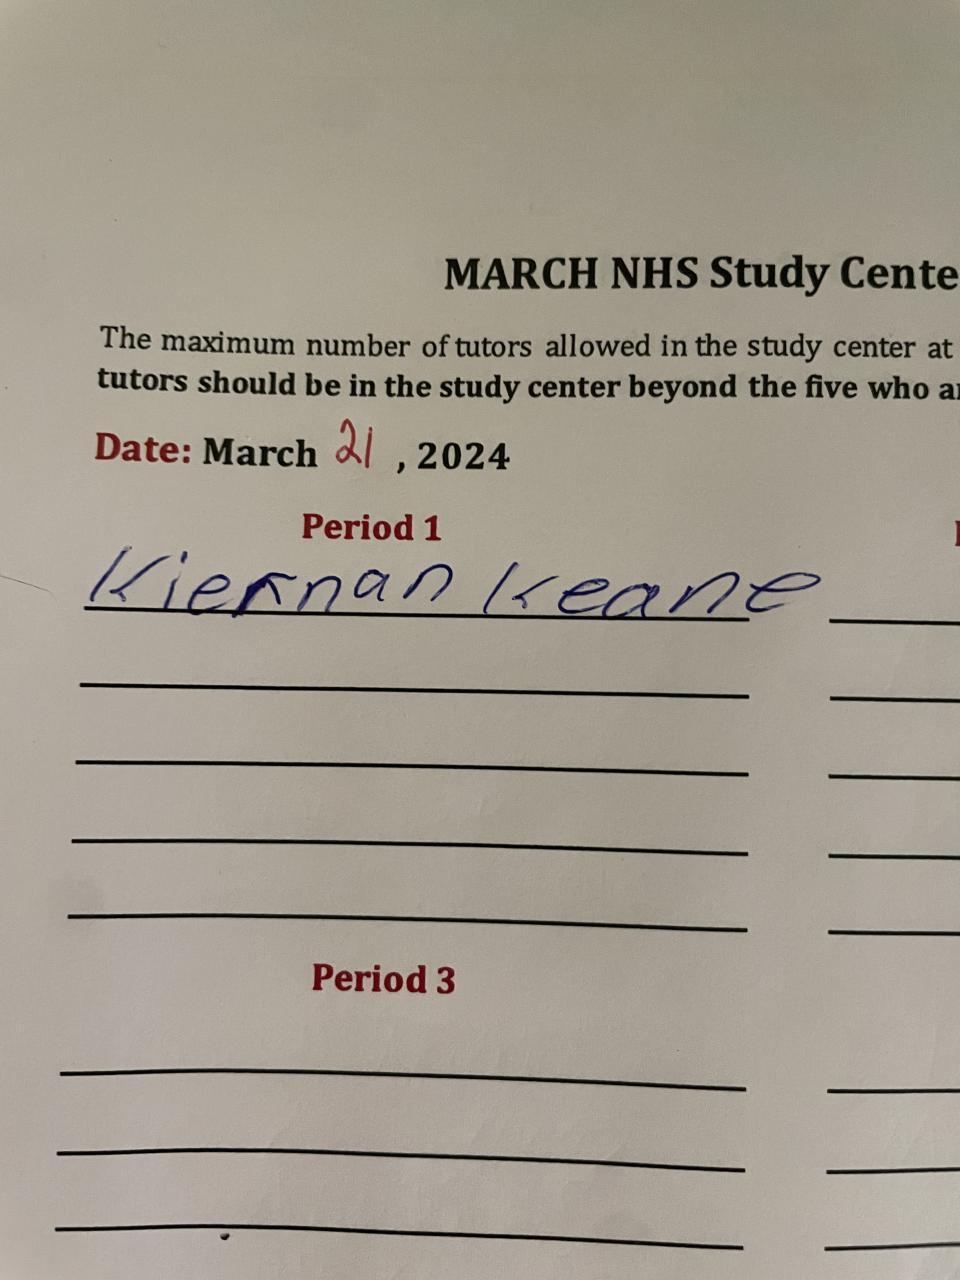 MARCH NHS Study Cente
The maximum number of tutors allowed in the study center at
tutors should be in the study center beyond the five who
Date: March 21, 2024
Period 1
Kiernan Keane
Period 3